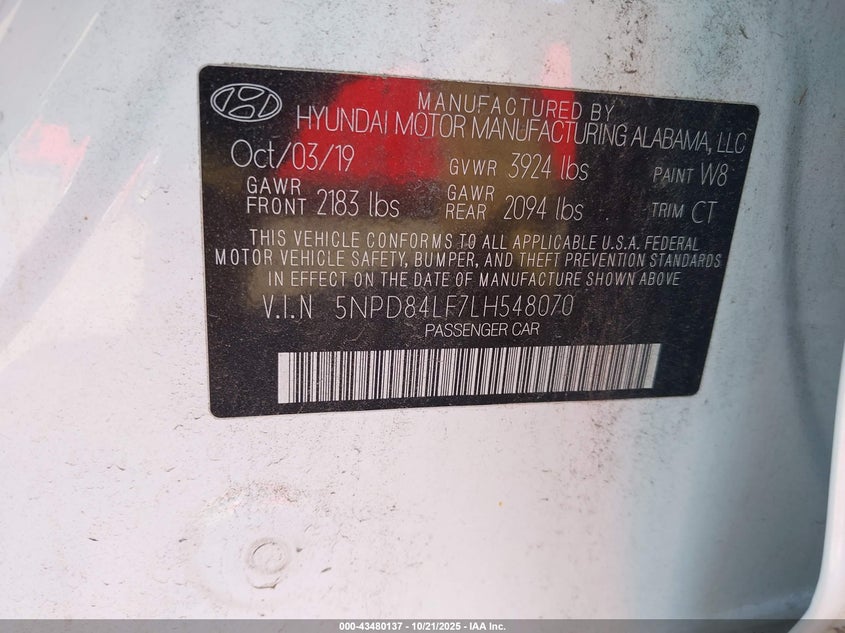 MANUFACTURED BY
HYUNDAI MOTOR MANUFACTURING ALABAMA, LLC
Oct/03/19 GVWR 3924 lbs PAINT W8
GAWR FRONT 2183 lbs GAWR REAR 2094 lbs TRIM CT
THIS VEHICLE CONFORMS TO ALL APPLICABLE U.S.A. FEDERAL
MOTOR VEHICLE SAFETY, BUMPER, AND THEFT PREVENTION STANDARDS
IN EFFECT ON THE DATE OF MANUFACTURE SHOWN ABOVE
V.I.N 5NPD84LF7LH548070
PASSENGER CAR
000-43480137 - 10/21/2025 - IAA Inc.